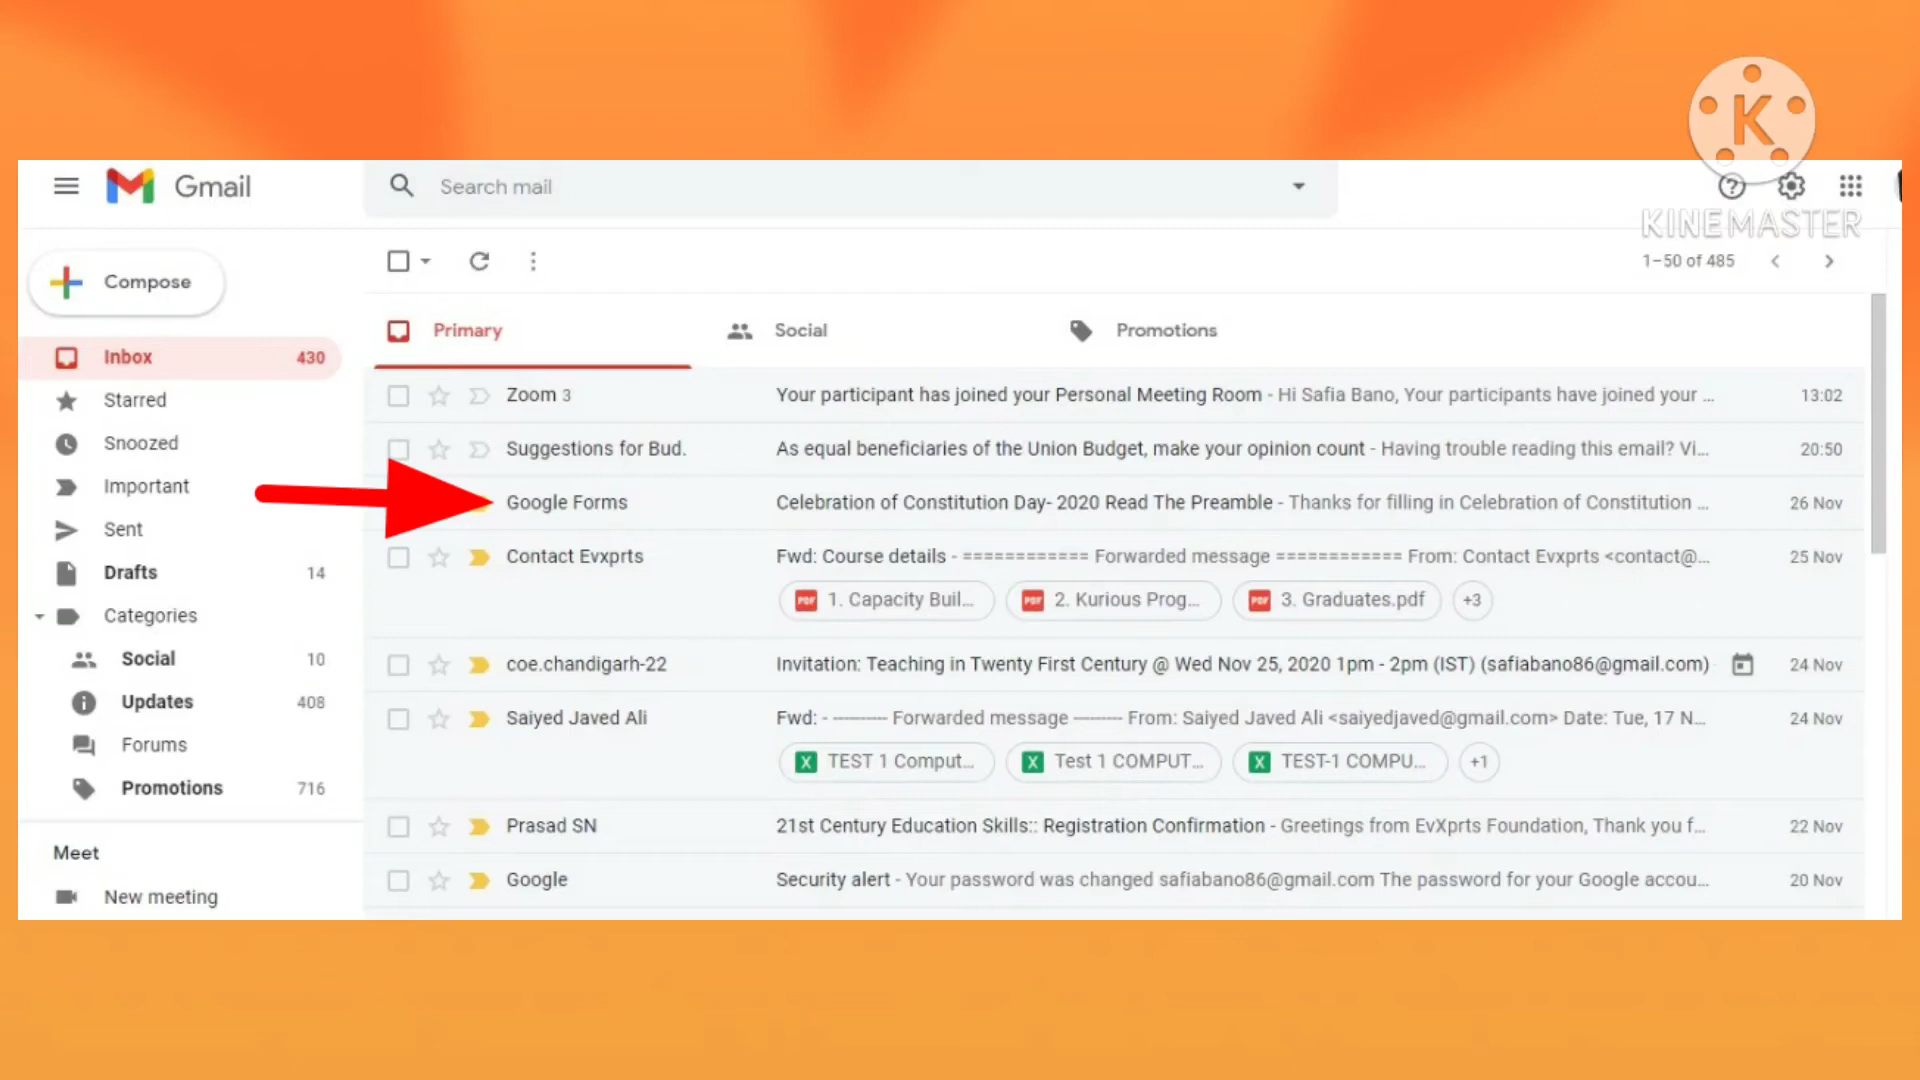 K
KINEMASTER
Gmail
Search mail
Compose
1–50 of 485
Primary
Social
Promotions
Inbox 430
Starred
Snoozed
Important
Sent
Drafts 14
Categories
Social 10
Updates 408
Forums
Promotions 716
Meet
New meeting
Zoom 3 Your participant has joined your Personal Meeting Room - Hi Safia Bano, Your participants have joined your ... 13:02
Suggestions for Bud. As equal beneficiaries of the Union Budget, make your opinion count - Having trouble reading this email? Vi... 20:50
Google Forms Celebration of Constitution Day- 2020 Read The Preamble - Thanks for filling in Celebration of Constitution ... 26 Nov
Contact Evxprts Fwd: Course details - ============ Forwarded message ============ From: Contact Evxprts <contact@... 25 Nov
PDF 1. Capacity Buil... PDF 2. Kurious Prog... PDF 3. Graduates.pdf +3
coe.chandigarh-22 Invitation: Teaching in Twenty First Century @ Wed Nov 25, 2020 1pm - 2pm (IST) (safiabano86@gmail.com) 24 Nov
Saiyed Javed Ali Fwd: - ---------- Forwarded message --------- From: Saiyed Javed Ali <saiyedjaved@gmail.com> Date: Tue, 17 N... 24 Nov
X TEST 1 Comput... X Test 1 COMPUT... X TEST-1 COMPU... +1
Prasad SN 21st Century Education Skills:: Registration Confirmation - Greetings from EvXprts Foundation, Thank you f... 22 Nov
Google Security alert - Your password was changed safiabano86@gmail.com The password for your Google accou... 20 Nov